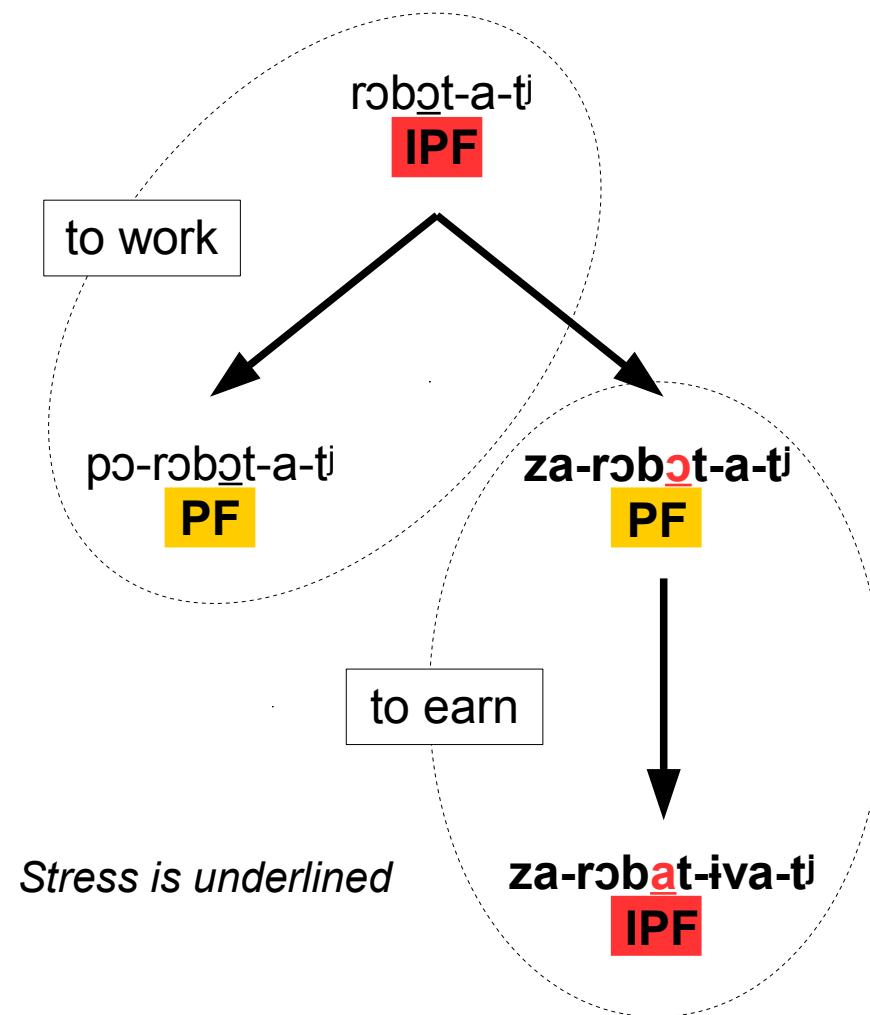 rɔbɔt-a-tʲ
IPF
to work
pɔ-rɔbɔt-a-tʲ
PF
za-rɔbɔt-a-tʲ
PF
to earn
Stress is underlined
za-rɔbat-ɨva-tʲ
IPF